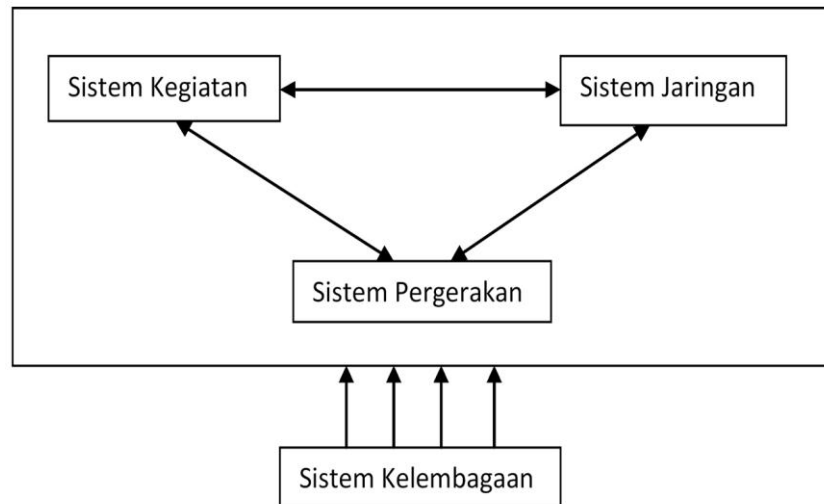 Sistem Kegiatan
Sistem Jaringan
Sistem Pergerakan
Sistem Kelembagaan